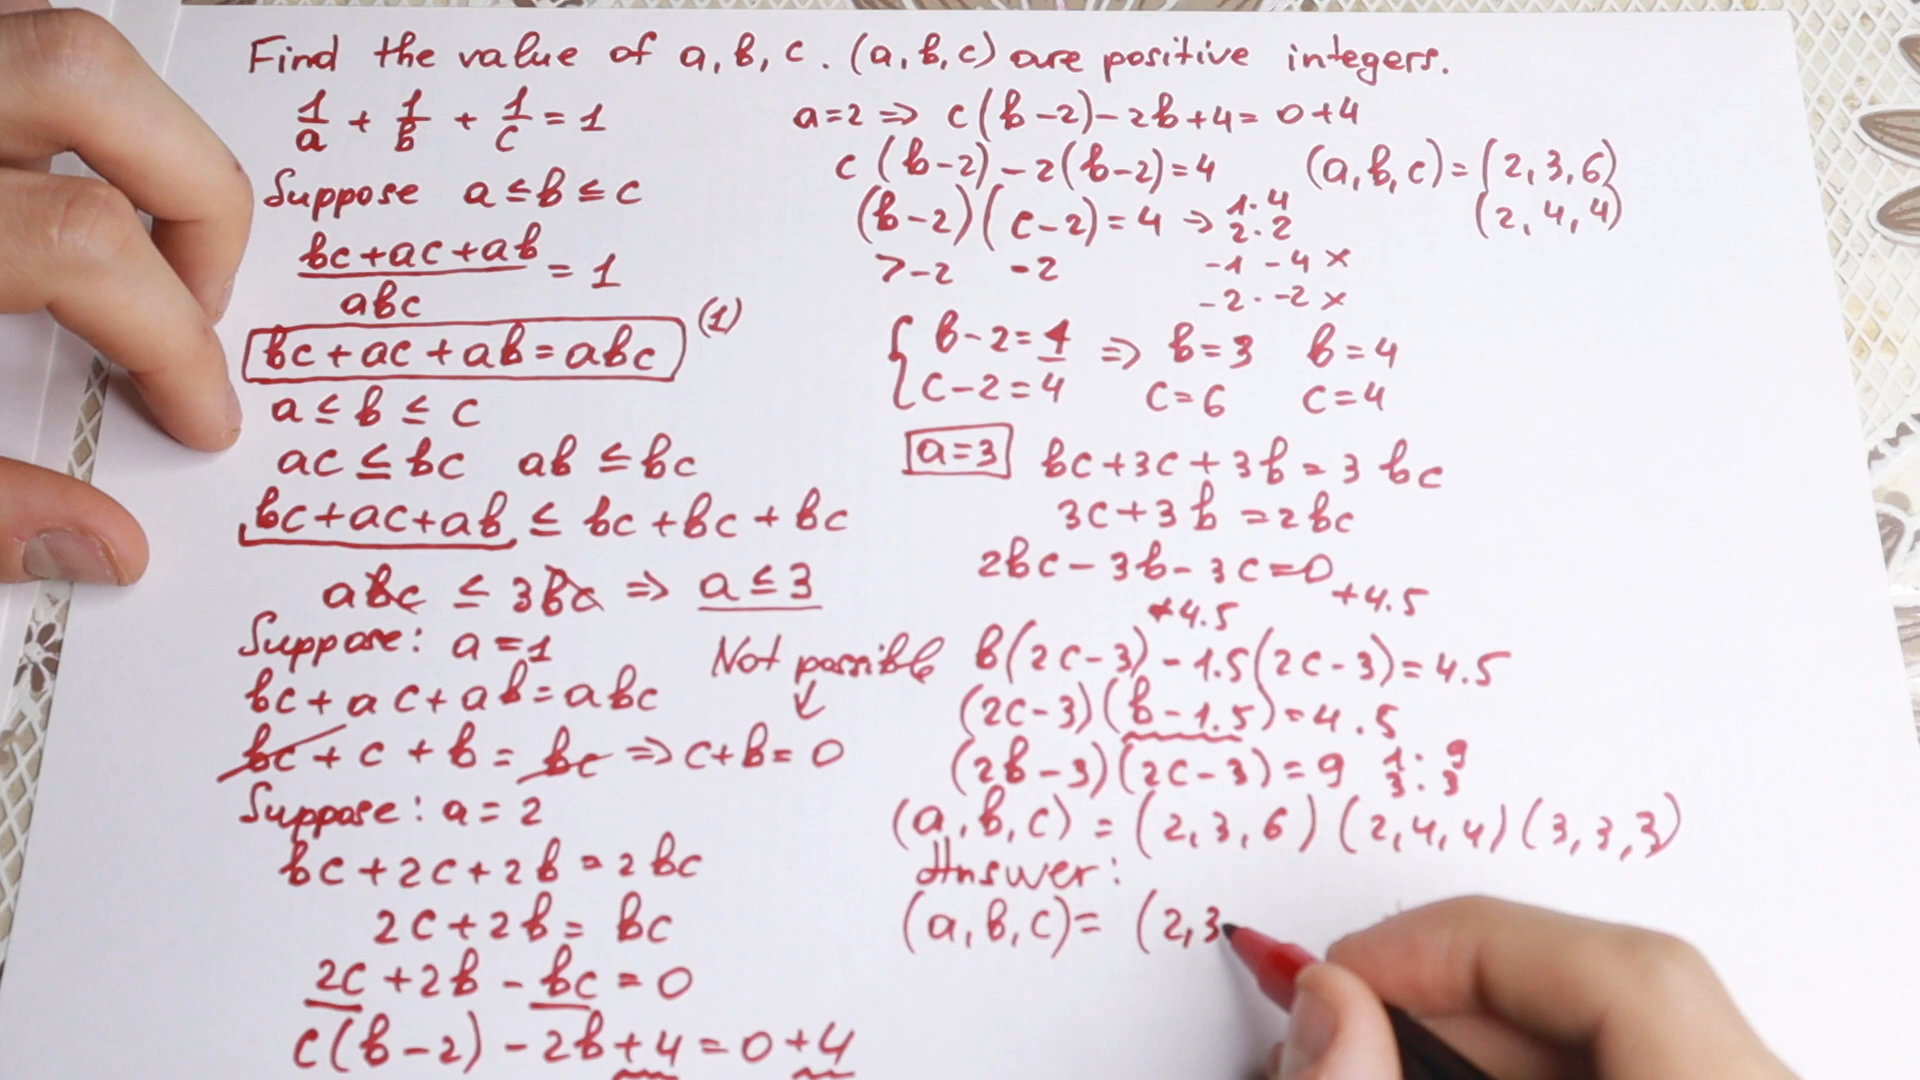 Find the value of a, b, c. (a, b, c) are positive integers.
1/a + 1/b + 1/c = 1
Suppose a ≤ b ≤ c
(bc+ac+ab)/abc = 1
bc+ac+ab=abc (1)
a ≤ b ≤ c
ac ≤ bc ab ≤ bc
bc+ac+ab ≤ bc+bc+bc
abc ≤ 3bc ⇒ a ≤ 3
Suppose: a=1
bc+ac+ab=abc
Not possible ↓
bc + c + b = bc ⇒ c+b=0
Suppose: a=2
bc+2c+2b=2bc
2c+2b=bc
2c+2b-bc=0
c(b-2)-2b+4=0+4
a=2 ⇒ c(b-2)-2b+4=0+4
c(b-2)-2(b-2)=4
(b-2)(c-2)=4 ⇒ 1·4
2·2
>-2 -2
-1 -4 ×
-2·-2 ×
(a,b,c)=(2,3,6)
(2,4,4)
{ b-2=1 ⇒ b=3 b=4
c-2=4 c=6 c=4
a=3 bc+3c+3b=3bc
3c+3b=2bc
2bc-3b-3c=0
+4.5 +4.5
b(2c-3)-1.5(2c-3)=4.5
(2c-3)(b-1.5)=4.5
(2b-3)(2c-3)=9 1·9
3·3
(a,b,c)=(2,3,6)(2,4,4)(3,3,3)
Answer:
(a,b,c)=(2,3